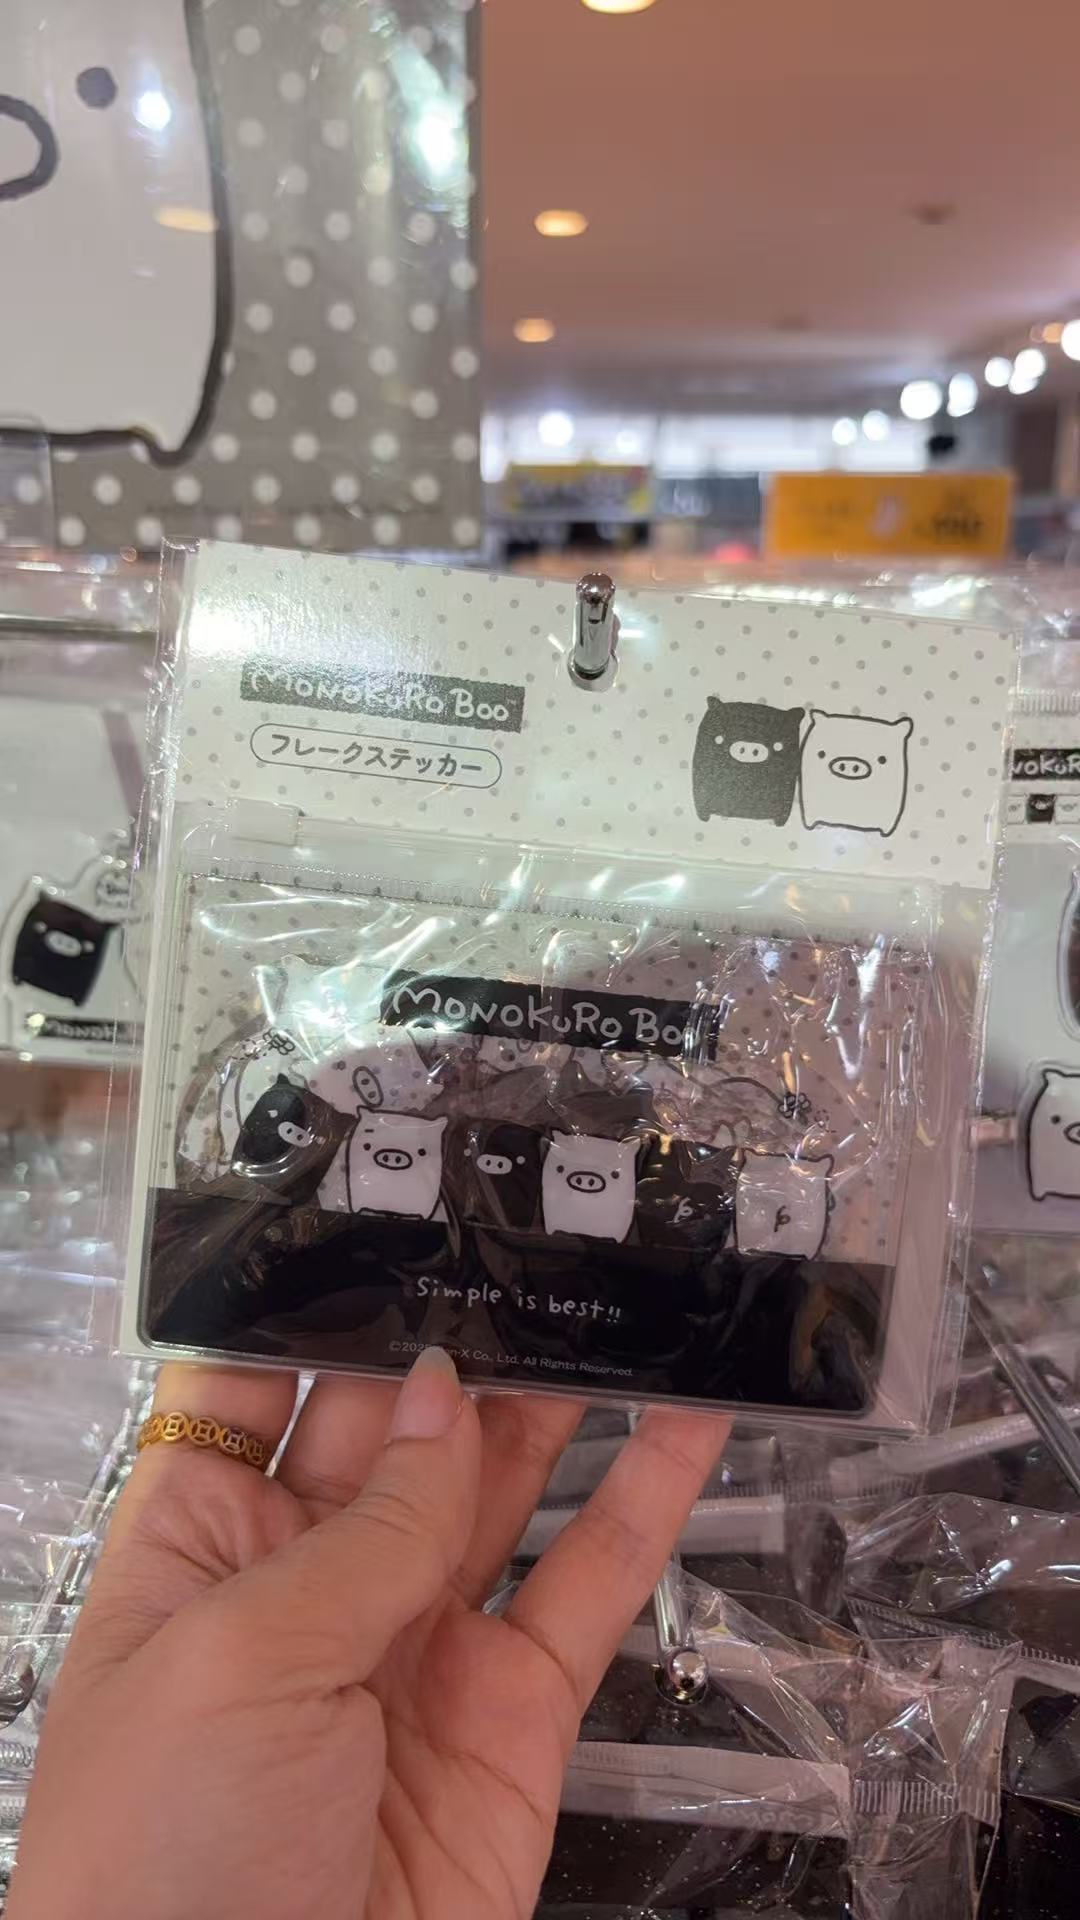 MONOKURO BOO
フレークステッカー
MONOKURO Boo
Simple is best!!
Co., Ltd. All Rights Reserved.